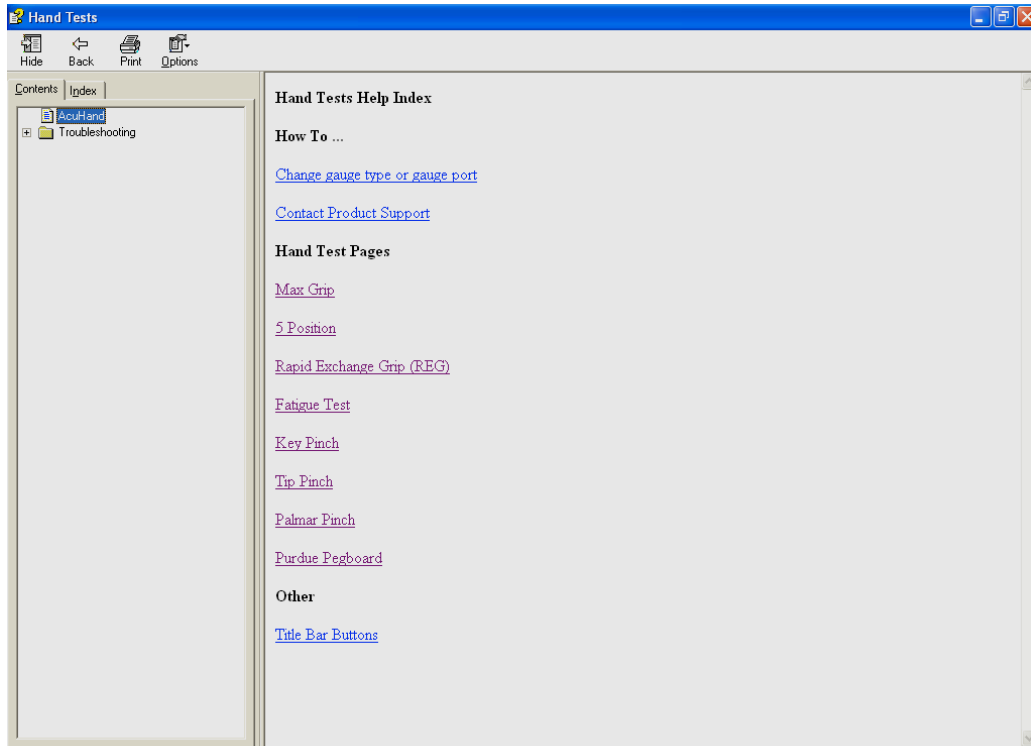 Hand Tests
Hide Back Print Options
Contents Index
AcuHand
Troubleshooting
Hand Tests Help Index
How To ...
Change gauge type or gauge port
Contact Product Support
Hand Test Pages
Max Grip
5 Position
Rapid Exchange Grip (REG)
Fatigue Test
Key Pinch
Tip Pinch
Palmar Pinch
Purdue Pegboard
Other
Title Bar Buttons